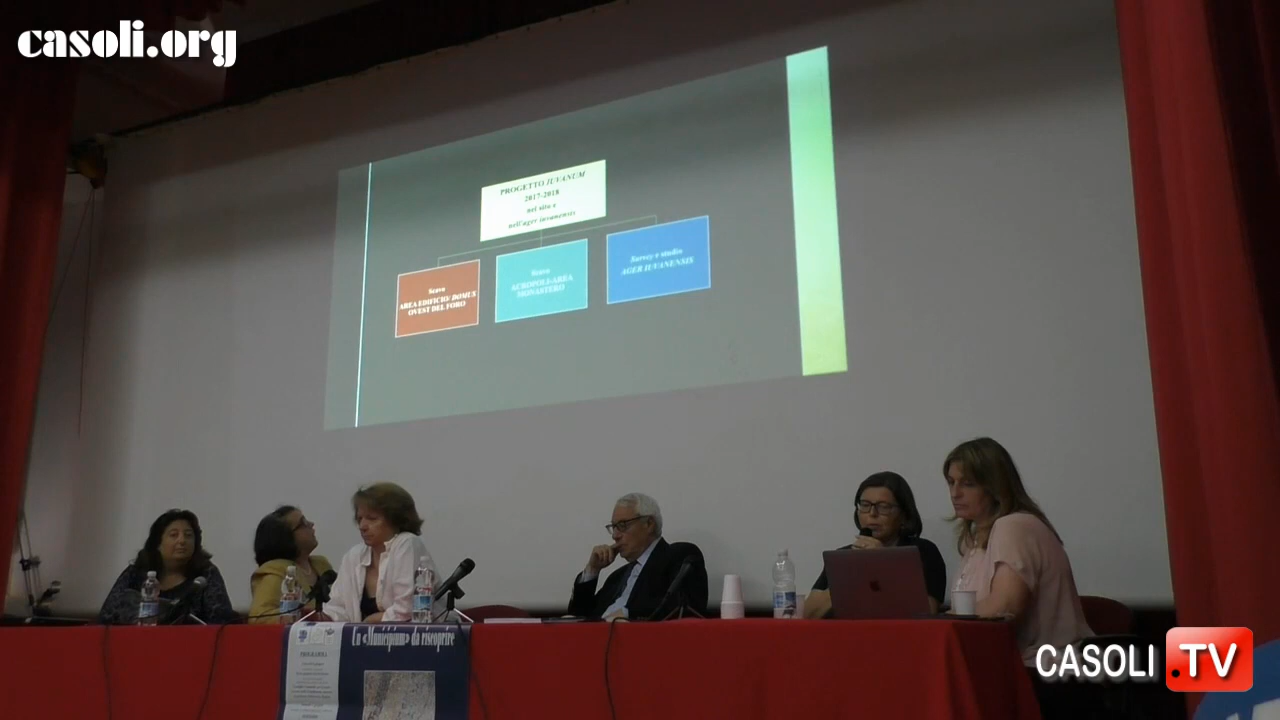 casoli.org
PROGETTO IUVANUM
2017-2018
nel sito e
nell'ager iuvanensis
Scavo
AREA EDIFICIO/ DOMUS
OVEST DEL FORO
Scavo
ACROPOLI/AREA
MONASTERO
Survey e studio
AGER IUVANENSIS
Un «Municipium» da riscoprire
PROGRAMMA
CASOLI .TV